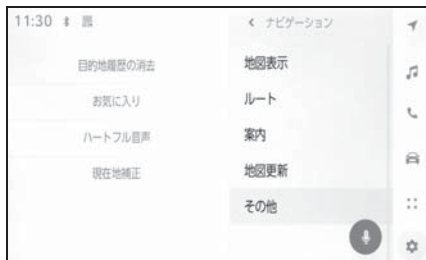 11:30
目的地履歴の消去
お気に入り
ハートフル音声
現在地補正
ナビゲーション
地図表示
ルート
案内
地図更新
その他